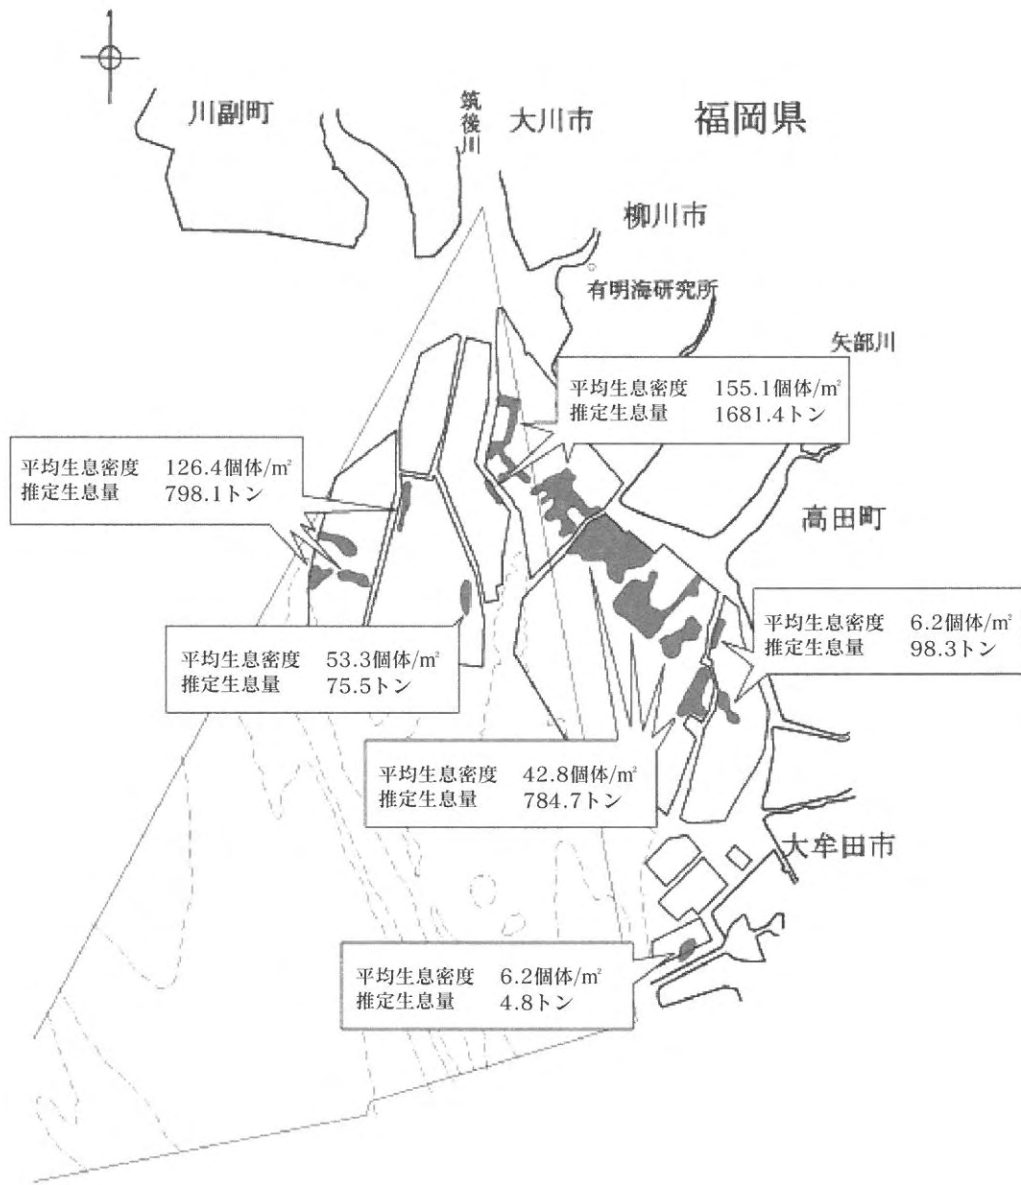 川副町
筑後川
大川市
福岡県
柳川市
有明海研究所
矢部川
平均生息密度 155.1個体/㎡
推定生息量 1681.4トン
平均生息密度 126.4個体/㎡
推定生息量 798.1トン
高田町
平均生息密度 6.2個体/㎡
推定生息量 98.3トン
平均生息密度 53.3個体/㎡
推定生息量 75.5トン
平均生息密度 42.8個体/㎡
推定生息量 784.7トン
大牟田市
平均生息密度 6.2個体/㎡
推定生息量 4.8トン